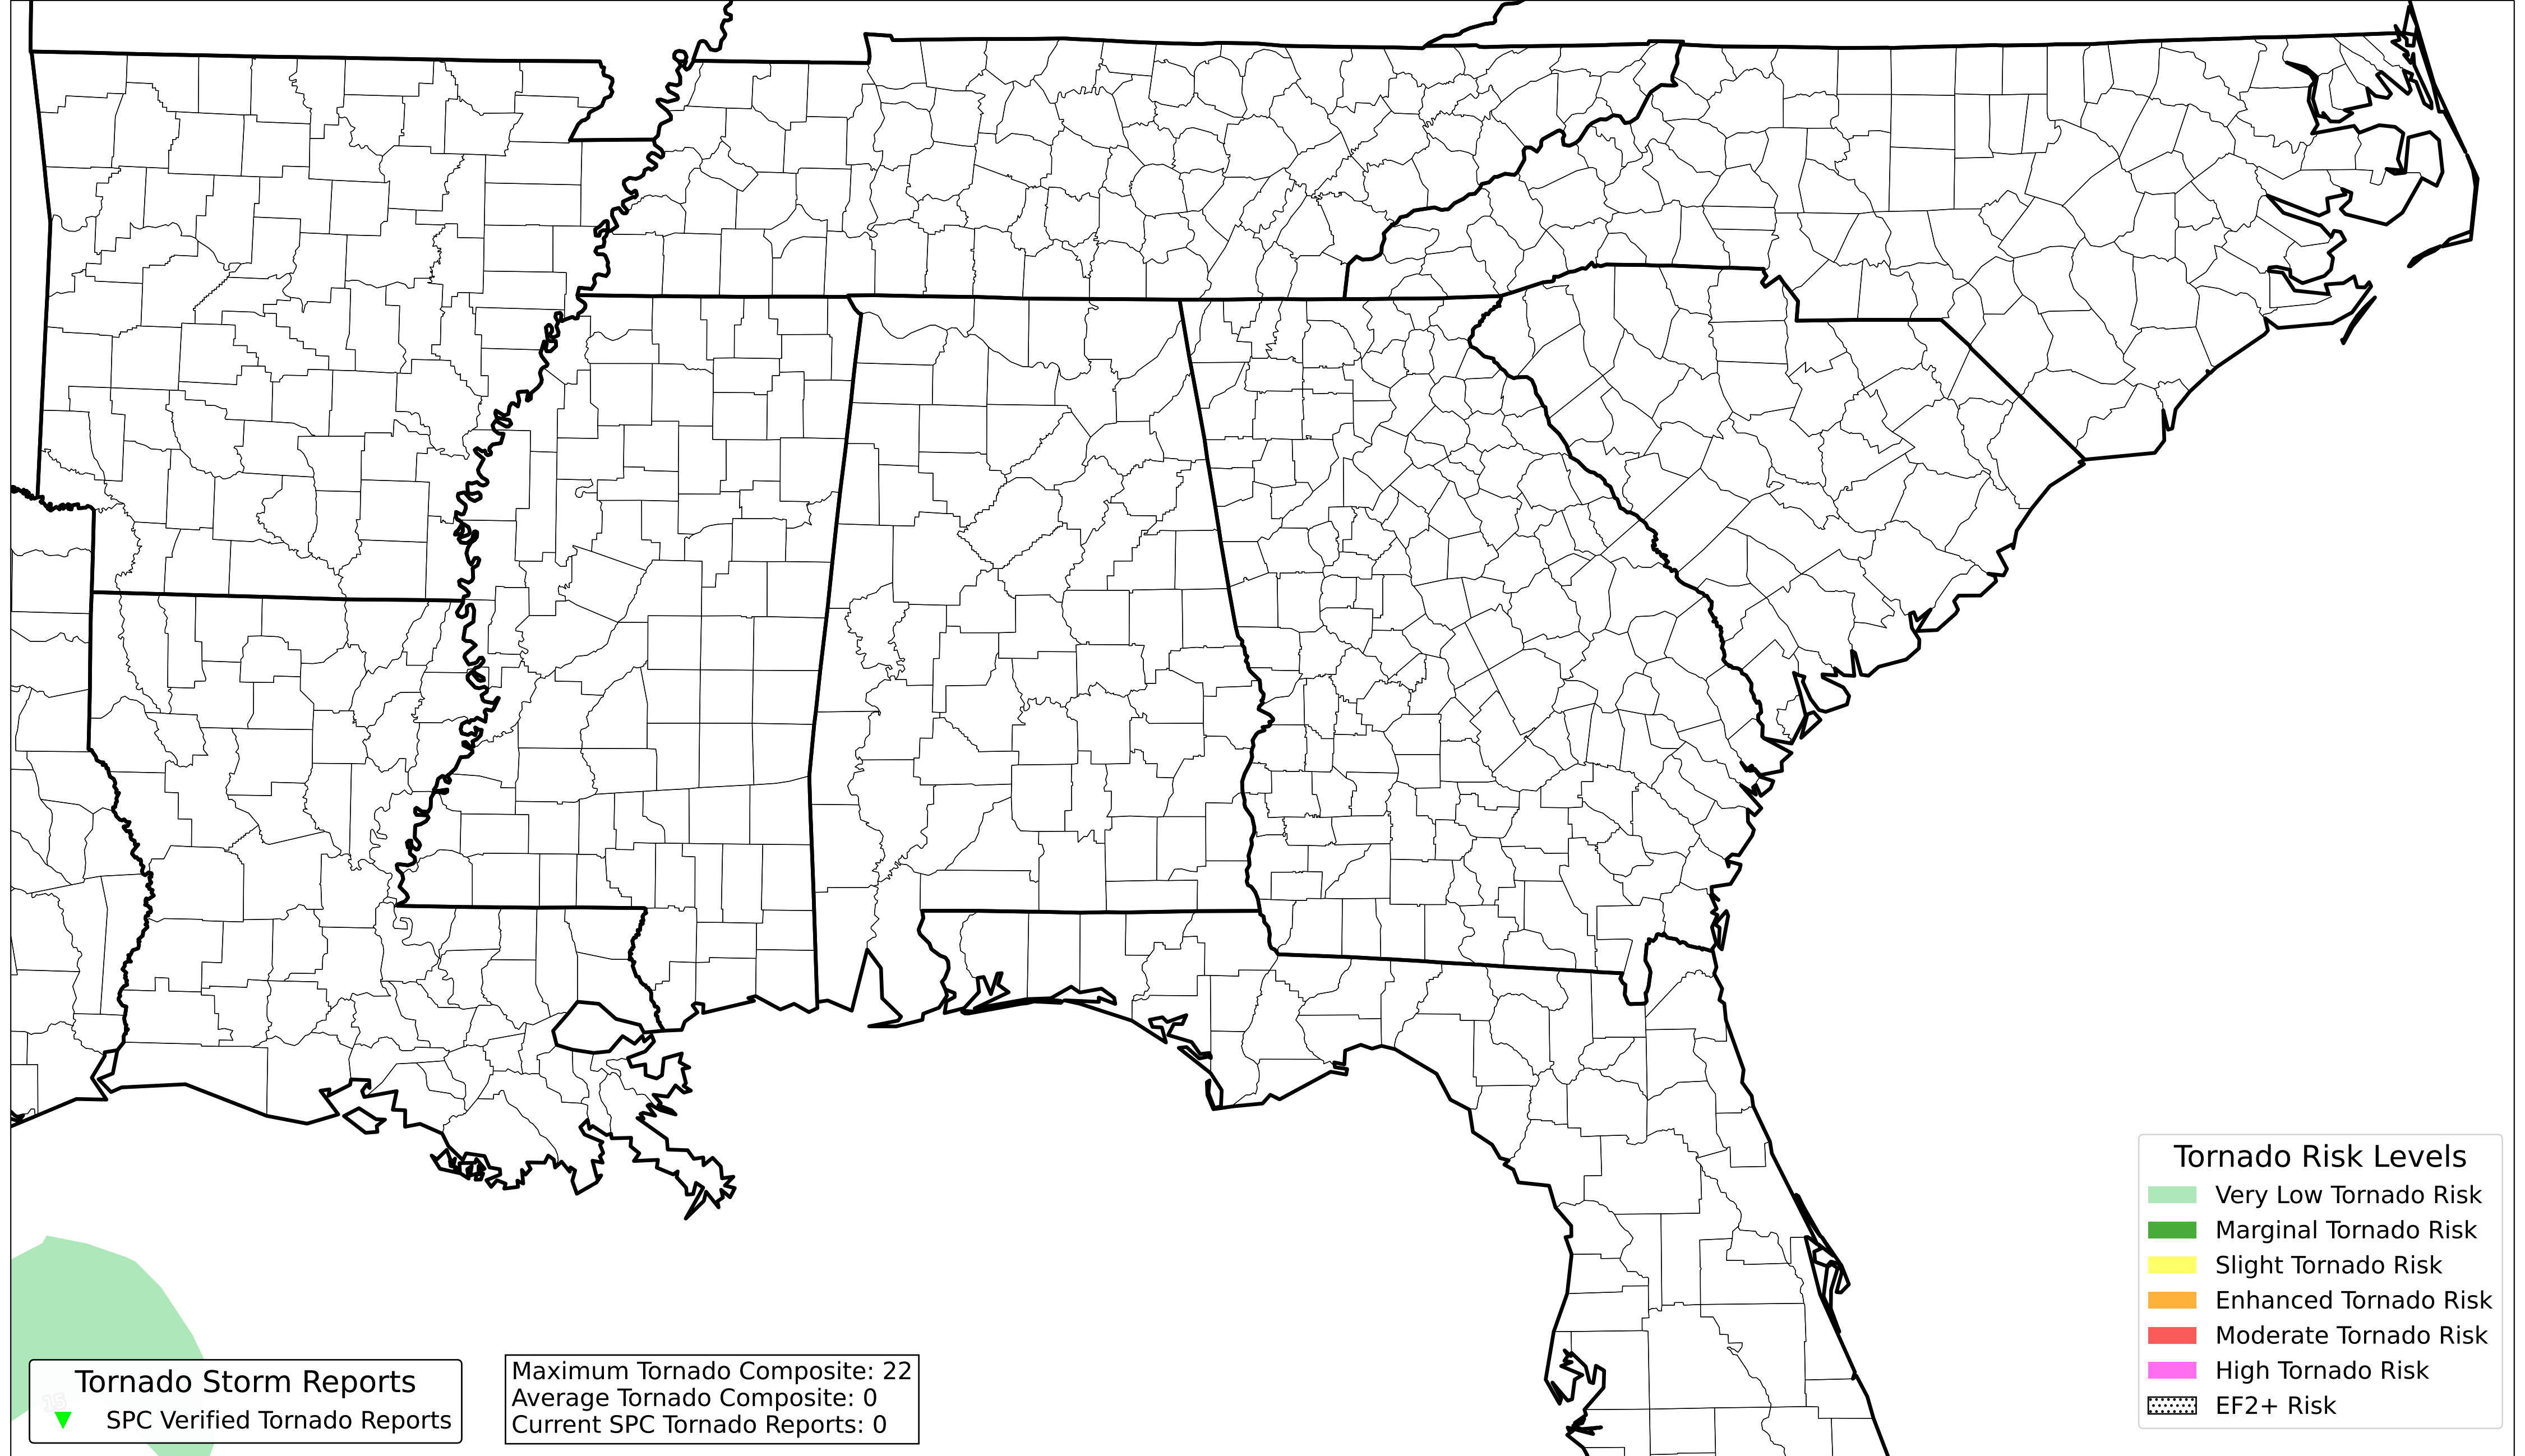 Tornado Risk Levels
Very Low Tornado Risk
Marginal Tornado Risk
Slight Tornado Risk
Enhanced Tornado Risk
Moderate Tornado Risk
High Tornado Risk
EF2+ Risk
Tornado Storm Reports
15
SPC Verified Tornado Reports
Maximum Tornado Composite: 22
Average Tornado Composite: 0
Current SPC Tornado Reports: 0